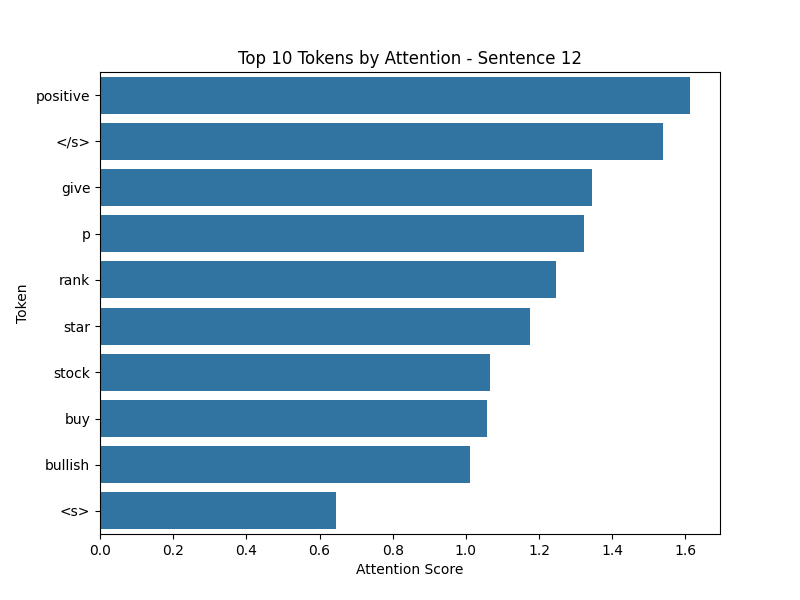 Top 10 Tokens by Attention - Sentence 12
positive
</s>
give
p
rank
star
stock
buy
bullish
<s>
Token
0.0 0.2 0.4 0.6 0.8 1.0 1.2 1.4 1.6
Attention Score